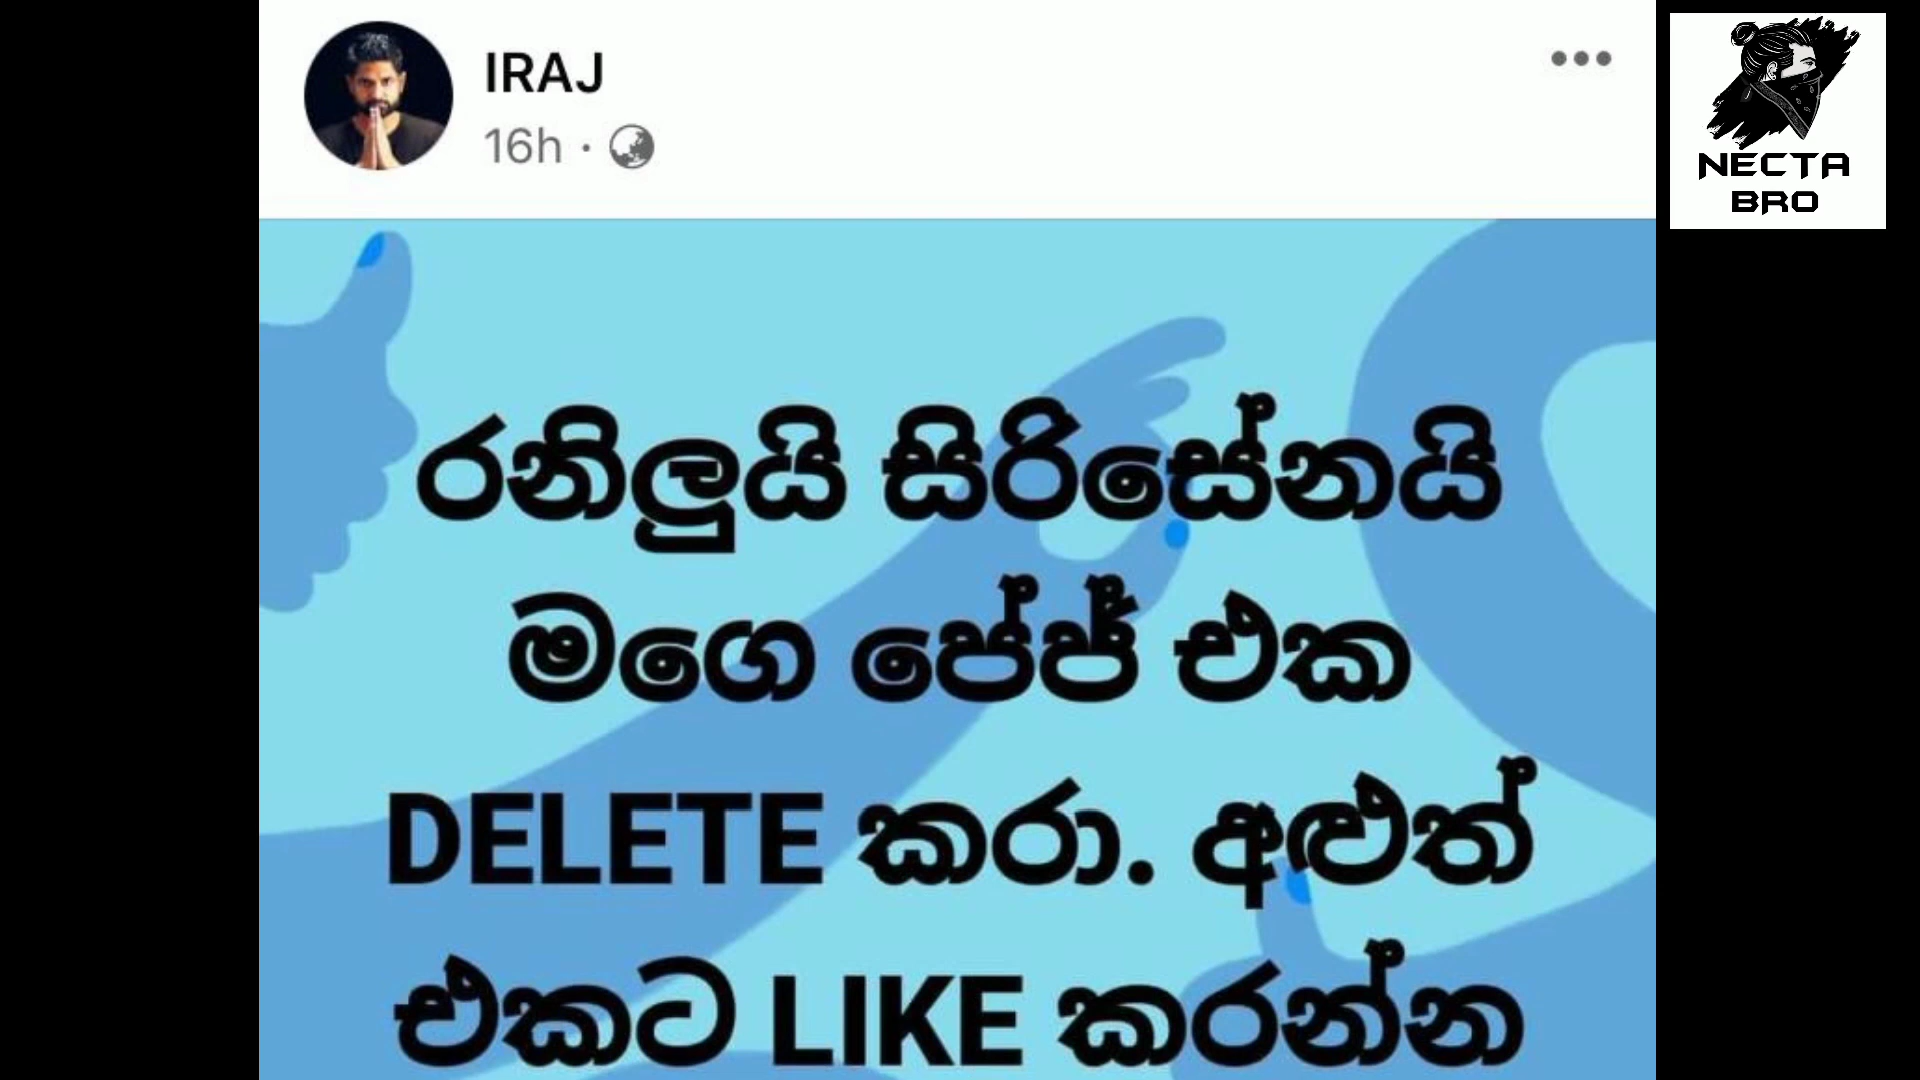 IRAJ
16h ·
NECTA
BRO
රනිලුයි සිරිසේනයි
මගෙ පේජ් එක
DELETE කරා. අළුත්
එකට LIKE කරන්න